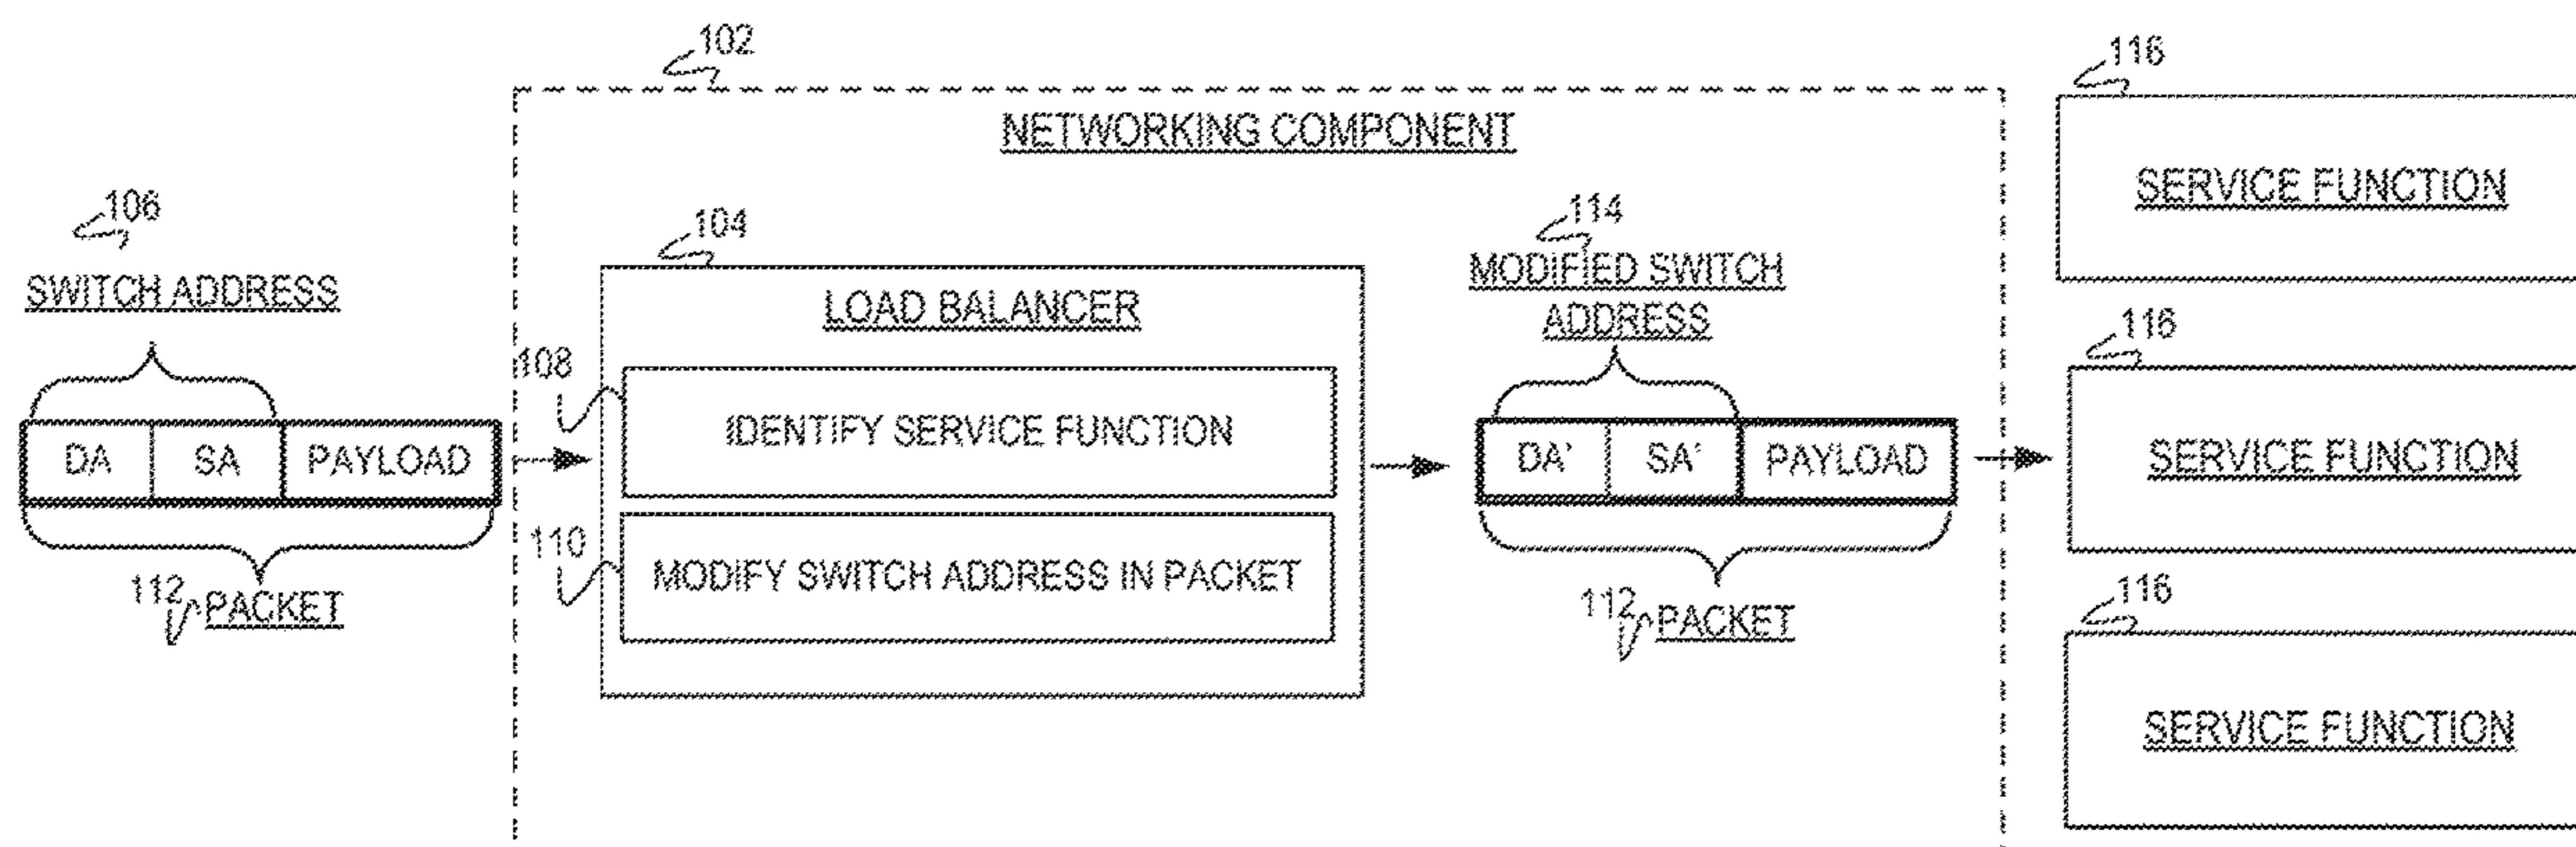 102
116
NETWORKING COMPONENT
SERVICE FUNCTION
106
104
114
SWITCH ADDRESS
LOAD BALANCER
MODIFIED SWITCH
ADDRESS
116
108
DA SA PAYLOAD
IDENTIFY SERVICE FUNCTION
DA' SA' PAYLOAD
SERVICE FUNCTION
110
MODIFY SWITCH ADDRESS IN PACKET
112 PACKET
112 PACKET
116
SERVICE FUNCTION